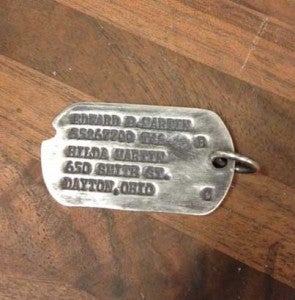 EDWARD P. MARTIN
B
HILDA MARTIN
650 SMITH ST.
DAYTON, OHIO C